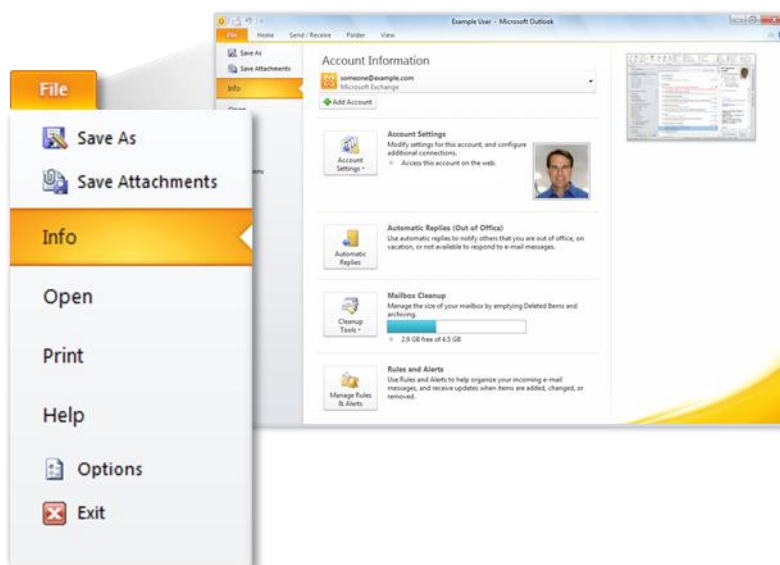 Example User - Microsoft Outlook
File Home Send / Receive Folder View
Save As
Save Attachments
Info
Open
Account Information
someone@example.com
Microsoft Exchange
Add Account
Account Settings
Account Settings
Modify settings for this account, and configure
additional connections.
Access this account on the web.
Automatic Replies
Automatic Replies (Out of Office)
Use automatic replies to notify others that you are out of office, on
vacation, or not available to respond to e-mail messages.
Cleanup Tools
Mailbox Cleanup
Manage the size of your mailbox by emptying Deleted Items and
archiving.
2.9 GB free of 4.5 GB
Manage Rules & Alerts
Rules and Alerts
Use Rules and Alerts to help organize your incoming e-mail
messages, and receive updates when items are added, changed, or
removed.
File
Save As
Save Attachments
Info
Open
Print
Help
Options
Exit